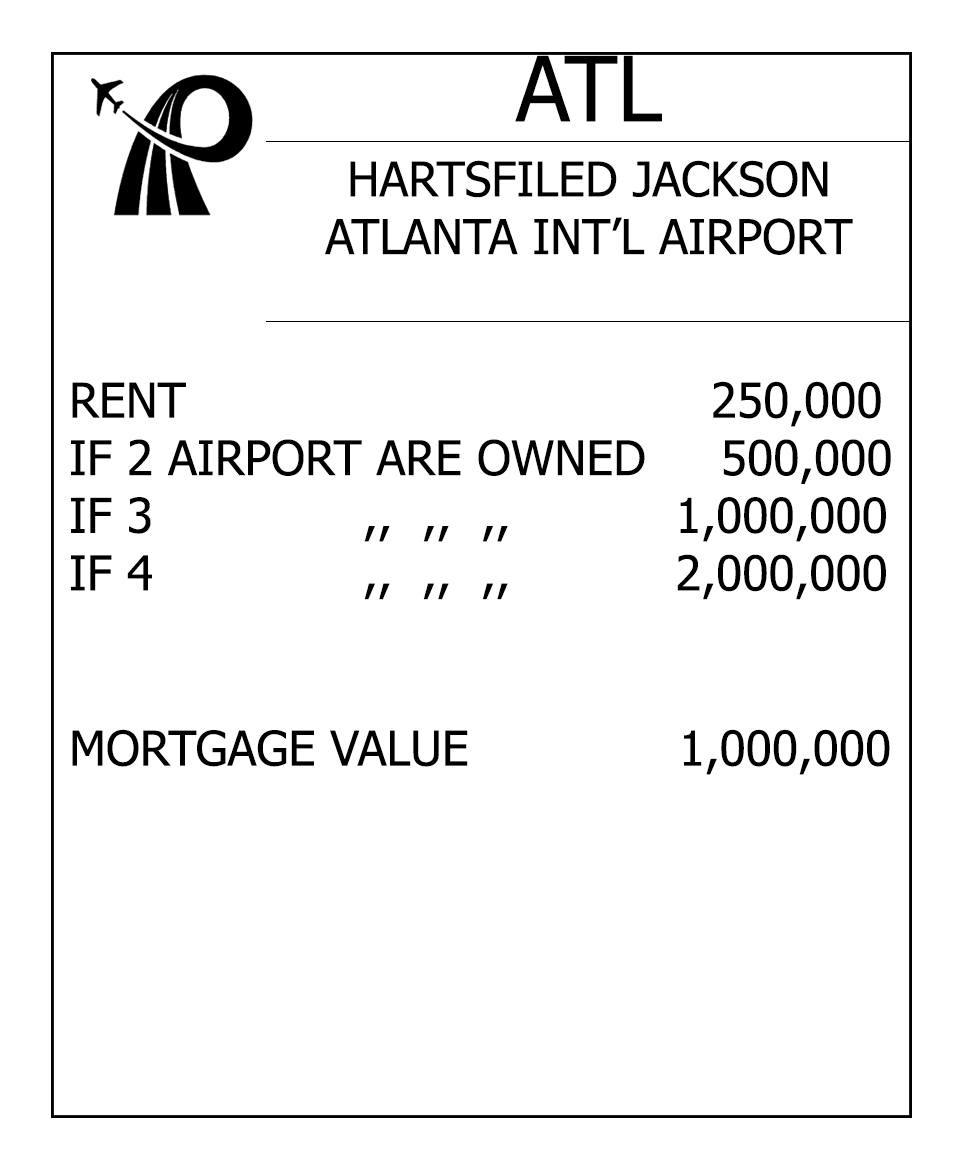 ATL
HARTSFILED JACKSON
ATLANTA INT’L AIRPORT
RENT 250,000
IF 2 AIRPORT ARE OWNED 500,000
IF 3 ,, ,, ,, 1,000,000
IF 4 ,, ,, ,, 2,000,000
MORTGAGE VALUE 1,000,000